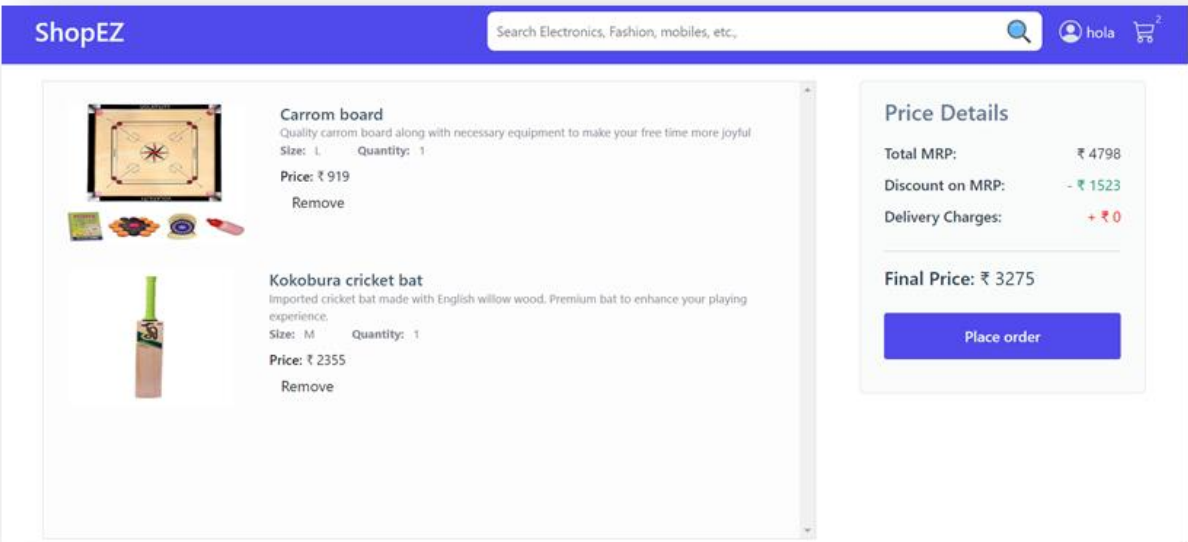 ShopEZ
Search Electronics, Fashion, mobiles, etc.,
hola
2
Carrom board
Quality carrom board along with necessary equipment to make your free time more joyful
Size: L Quantity: 1
Price: ₹ 919
Remove
Kokobura cricket bat
Imported cricket bat made with English willow wood. Premium bat to enhance your playing
experience.
Size: M Quantity: 1
Price: ₹ 2355
Remove
Price Details
Total MRP: ₹ 4798
Discount on MRP: - ₹ 1523
Delivery Charges: + ₹ 0
Final Price: ₹ 3275
Place order